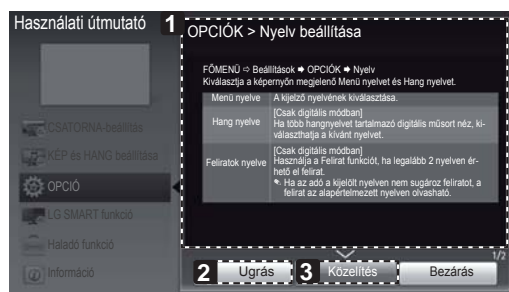 Használati útmutató
1
OPCIÓK > Nyelv beállítása
FŐMENÜ ⇨ Beállítások ➡ OPCIÓK ➡ Nyelv
Kiválasztja a képernyőn megjelenő Menü nyelvet és Hang nyelvet.
Menü nyelve A kijelző nyelvének kiválasztása.
Hang nyelve
[Csak digitális módban]
Ha több hangnyelvet tartalmazó digitális műsort néz, ki-
választhatja a kívánt nyelvet.
Feliratok nyelve
[Csak digitális módban]
Használja a Felirat funkciót, ha legalább 2 nyelven ér-
hető el felirat.
Ha az adó a kijelölt nyelven nem sugároz feliratot, a
felirat az alapértelmezett nyelven olvasható.
CSATORNA-beállítás
KÉP és HANG beállítása
OPCIÓ
LG SMART funkció
Haladó funkció
Információ
1/2
2 Ugrás
3 Közelítés
Bezárás